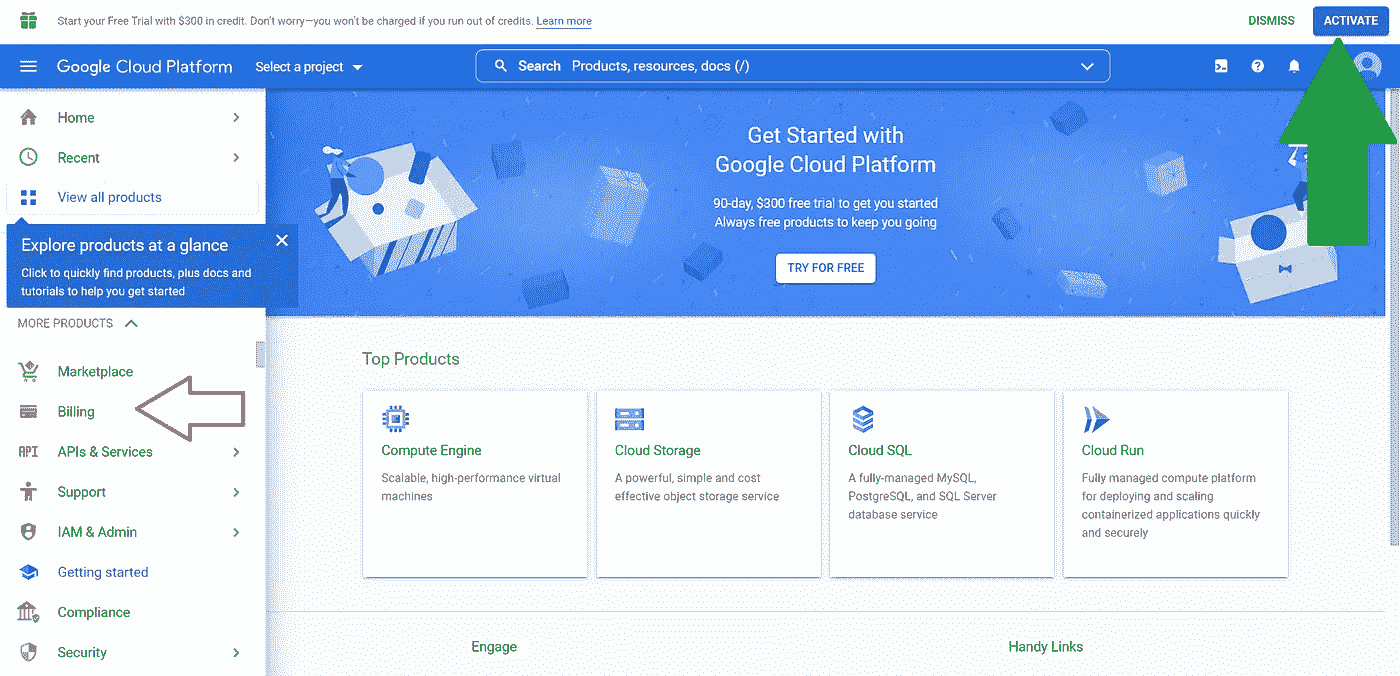 Start your Free Trial with $300 in credit. Don't worry—you won't be charged if you run out of credits. Learn more
DISMISS
ACTIVATE
Google Cloud Platform
Select a project
Search Products, resources, docs (/)
Home
Recent
View all products
Explore products at a glance
Click to quickly find products, plus docs and
tutorials to help you get started
MORE PRODUCTS
Marketplace
Billing
API APIs & Services
Support
IAM & Admin
Getting started
Compliance
Security
Get Started with
Google Cloud Platform
90-day, $300 free trial to get you started
Always free products to keep you going
TRY FOR FREE
Top Products
Compute Engine
Scalable, high-performance virtual
machines
Cloud Storage
A powerful, simple and cost
effective object storage service
Cloud SQL
A fully-managed MySQL,
PostgreSQL, and SQL Server
database service
Cloud Run
Fully managed compute platform
for deploying and scaling
containerized applications quickly
and securely
Engage
Handy Links